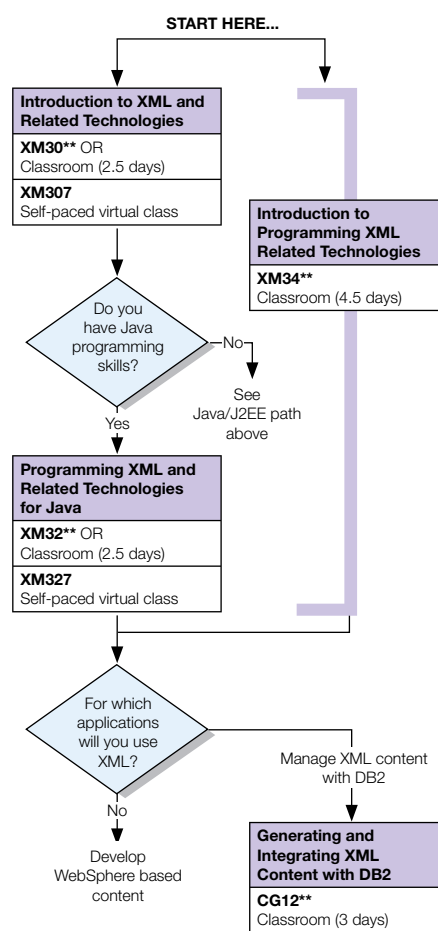 START HERE...
Introduction to XML and
Related Technologies
XM30** OR
Classroom (2.5 days)
XM307
Self-paced virtual class
Introduction to
Programming XML
Related Technologies
XM34**
Classroom (4.5 days)
Do you
have Java
programming
skills?
No
See
Java/J2EE path
above
Yes
Programming XML and
Related Technologies
for Java
XM32** OR
Classroom (2.5 days)
XM327
Self-paced virtual class
For which
applications
will you use
XML?
Manage XML content
with DB2
No
Develop
WebSphere based
content
Generating and
Integrating XML
Content with DB2
CG12**
Classroom (3 days)